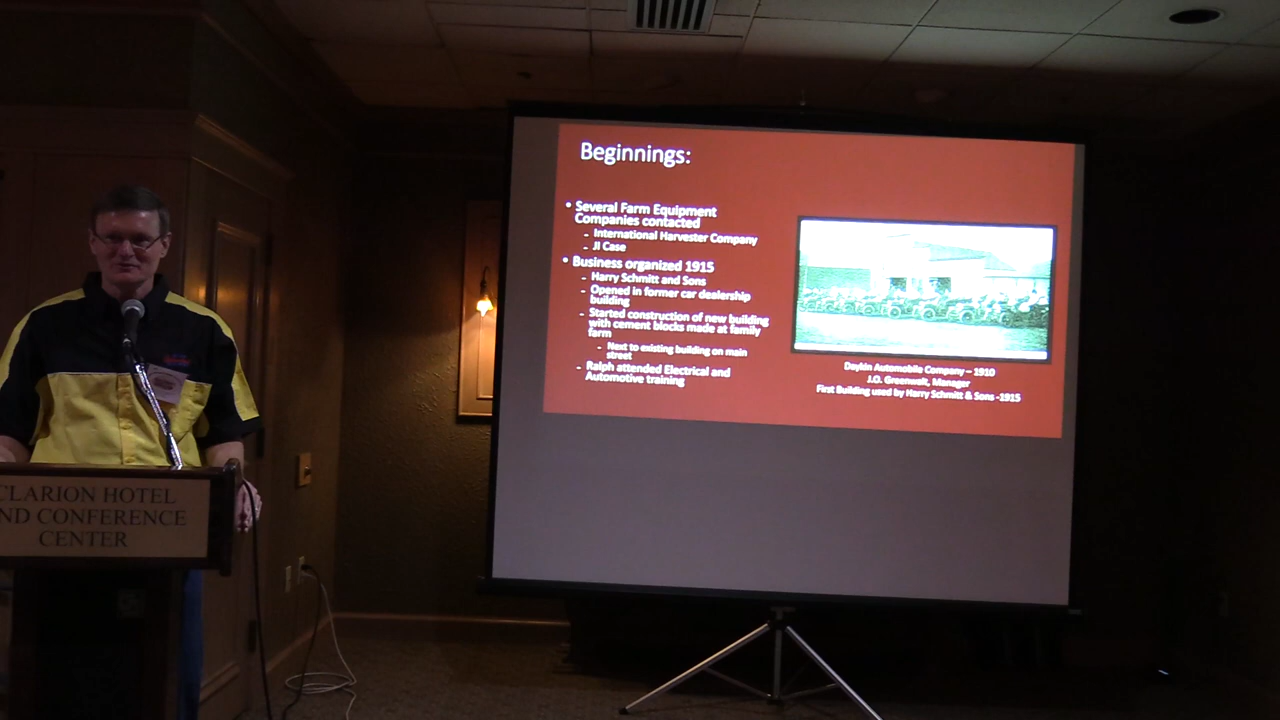 Beginnings:
• Several Farm Equipment
Companies contacted
- International Harvester Company
- JI Case
• Business organized 1915
- Harry Schmitt and Sons
- Opened in former car dealership
building
- Started construction of new building
with cement blocks made at family
farm
- Next to existing building on main
street
- Ralph attended Electrical and
Automotive training
Daykin Automobile Company – 1910
J.O. Greenwalt, Manager
First Building used by Harry Schmitt & Sons -1915
CLARION HOTEL
ND CONFERENCE
CENTER